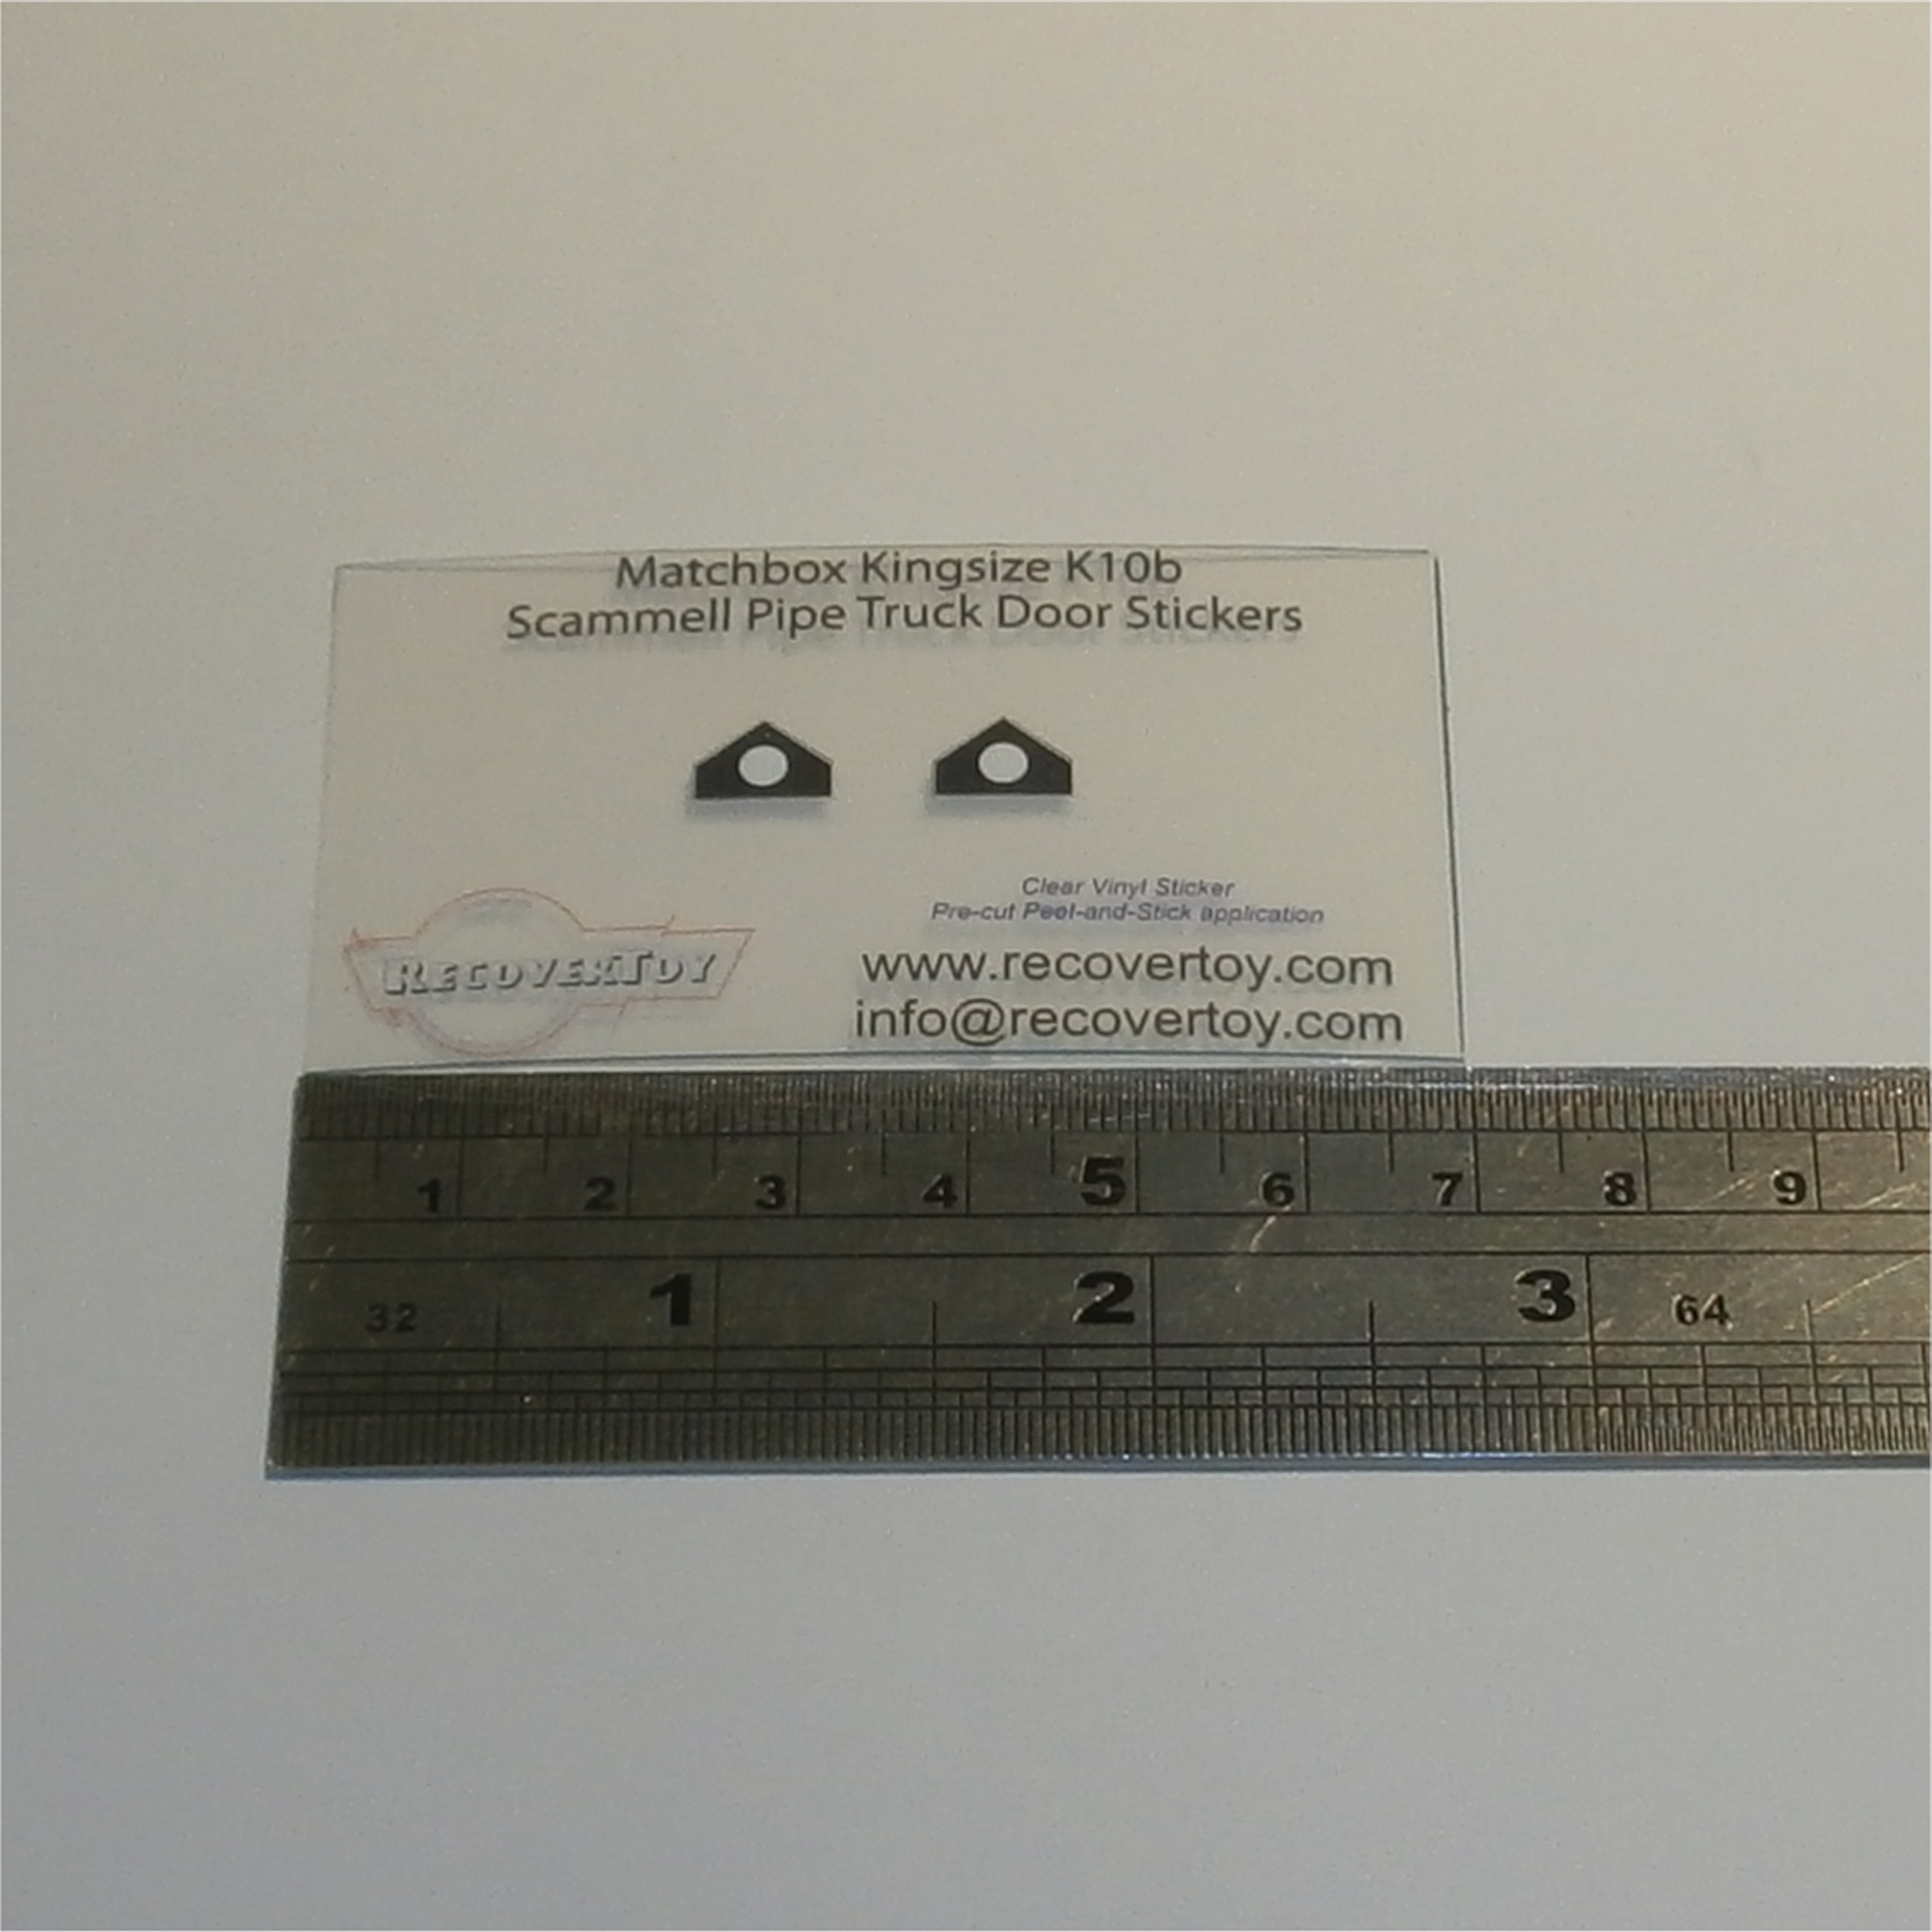 Matchbox Kingsize K10b
Scammell Pipe Truck Door Stickers
Clear Vinyl Sticker
Pre-cut Peel-and-Stick application
RECOVERTOY
www.recovertoy.com
info@recovertoy.com
1 2 3 4 5 6 7 8 9
32 1 2 3 64